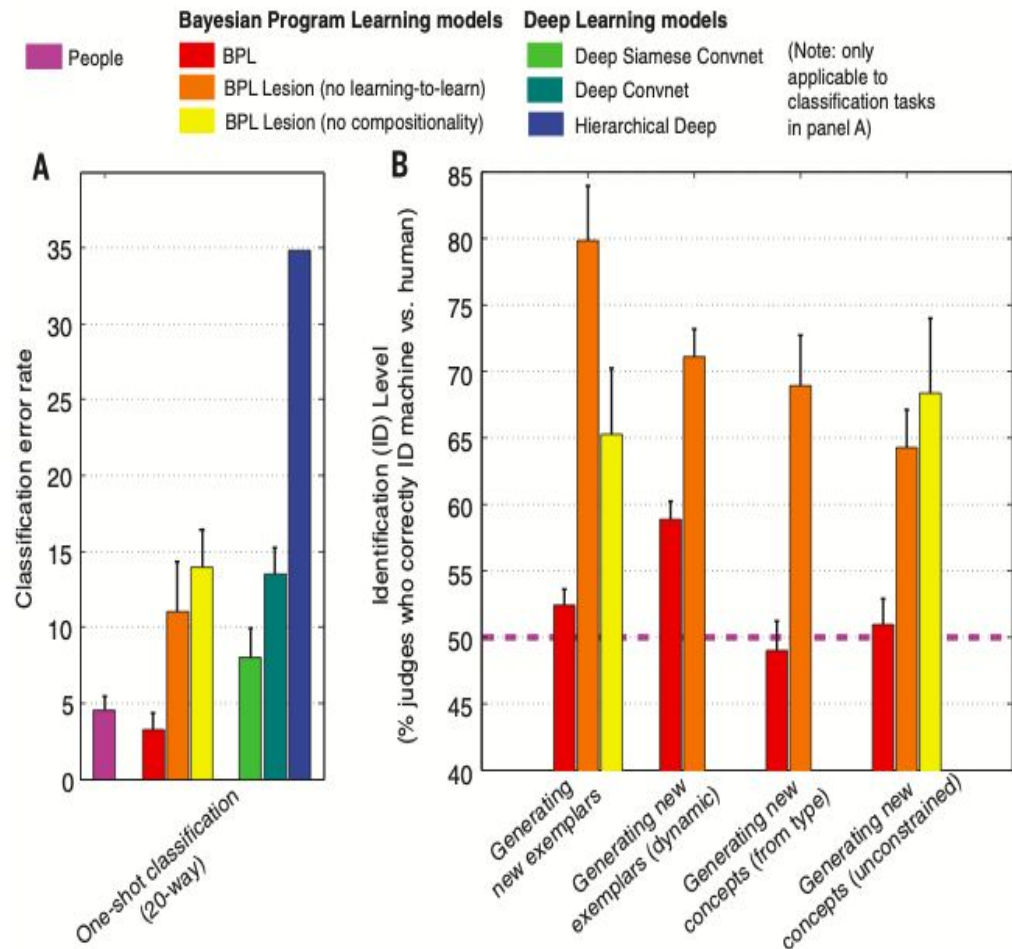 Bayesian Program Learning models
Deep Learning models
People
BPL
BPL Lesion (no learning-to-learn)
BPL Lesion (no compositionality)
Deep Siamese Convnet
Deep Convnet
Hierarchical Deep
(Note: only
applicable to
classification tasks
in panel A)
A
Classification error rate
35
30
25
20
15
10
5
0
One-shot classification
(20-way)
B
Identification (ID) Level
(% judges who correctly ID machine vs. human)
85
80
75
70
65
60
55
50
45
40
Generating
new exemplars
Generating new
exemplars (dynamic)
Generating new
concepts (from type)
Generating new
concepts (unconstrained)